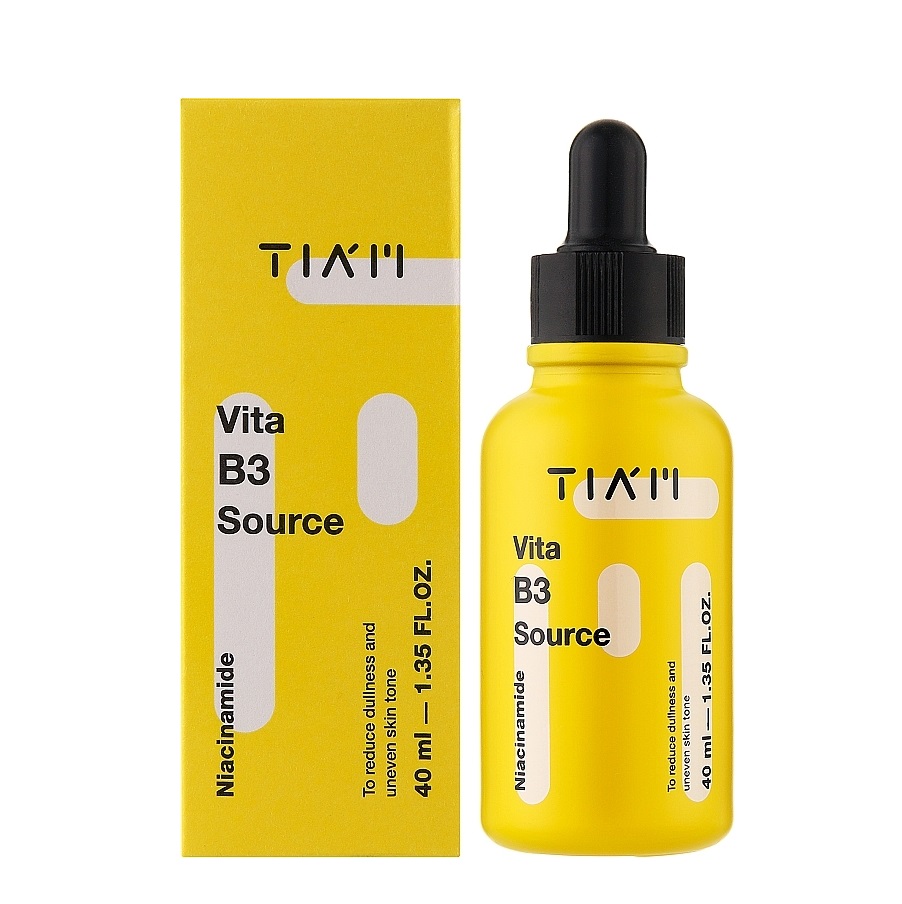 TIA'M
Vita
B3
Source
Niacinamide
To reduce dullness and
uneven skin tone
40 ml — 1.35 FL.OZ.
TIA'M
Vita
B3
Source
Niacinamide
To reduce dullness and
uneven skin tone
40 ml — 1.35 FL.OZ.